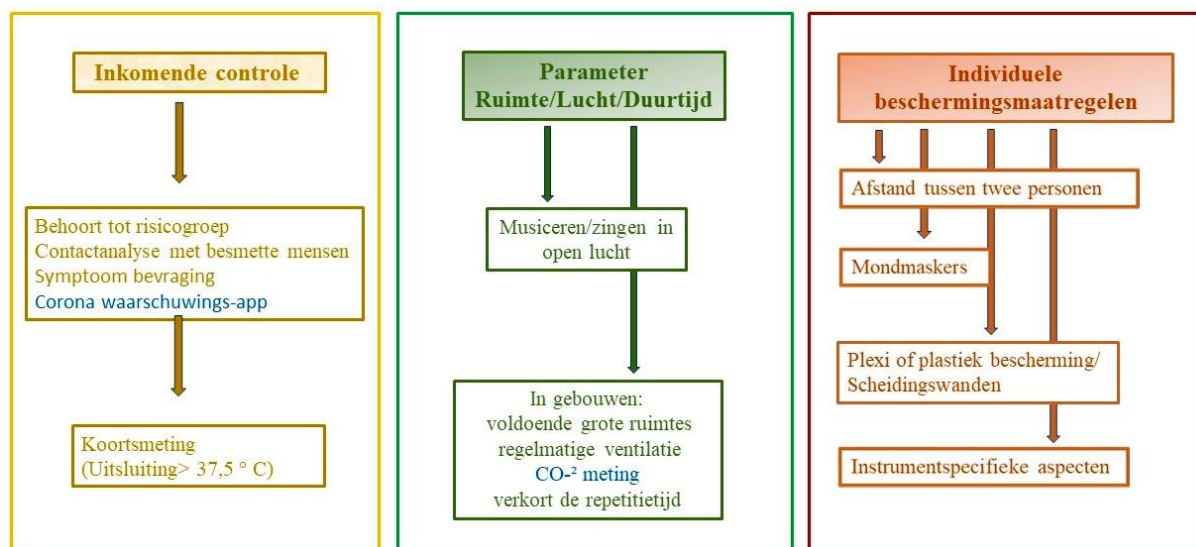 Inkomende controle
Behoort tot risicogroep
Contactanalyse met besmette mensen
Symptoom bevraging
Corona waarschuwings-app
Koortsmeting
(Uitsluiting> 37,5 ° C)
Parameter
Ruimte/Lucht/Duurtijd
Musiceren/zingen in
open lucht
In gebouwen:
voldoende grote ruimtes
regelmatige ventilatie
CO-² meting
verkort de repetitietijd
Individuele
beschermingsmaatregelen
Afstand tussen twee personen
Mondmaskers
Plexi of plastiek bescherming/
Scheidingswanden
Instrumentspecifieke aspecten